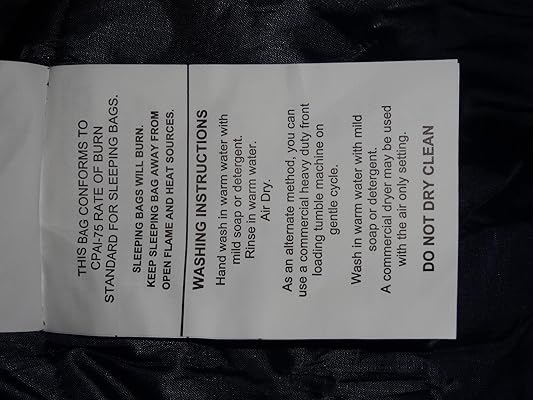 THIS BAG CONFORMS TO
CPAI-75 RATE OF BURN
STANDARD FOR SLEEPING BAGS.
SLEEPING BAGS WILL BURN.
KEEP SLEEPING BAG AWAY FROM
OPEN FLAME AND HEAT SOURCES.
WASHING INSTRUCTIONS
Hand wash in warm water with
mild soap or detergent.
Rinse in warm water.
Air Dry.
As an alternate method, you can
use a commercial heavy duty front
loading tumble machine on
gentle cycle.
Wash in warm water with mild
soap or detergent.
A commercial dryer may be used
with the air only setting.
DO NOT DRY CLEAN